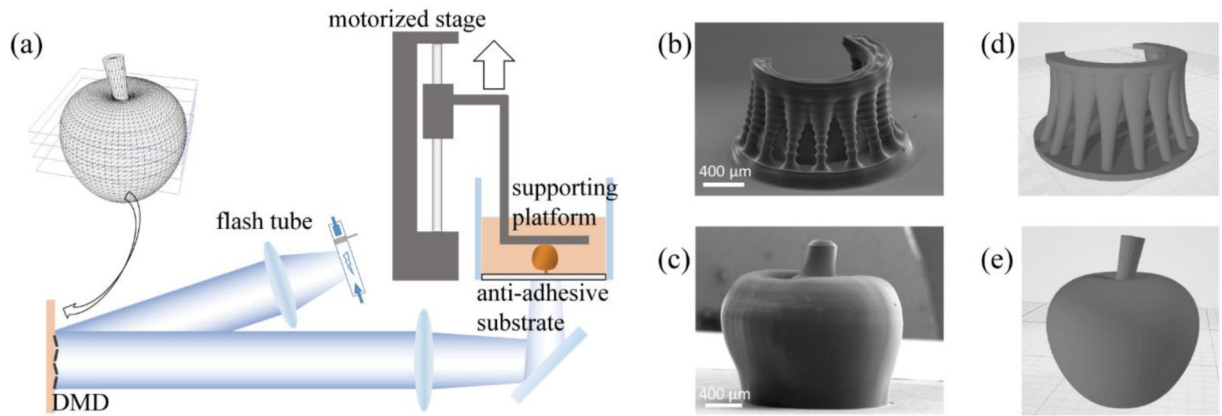 (a)
motorized stage
flash tube
supporting
platform
anti-adhesive
substrate
DMD
(b)
400 μm
(c)
400 μm
(d)
(e)